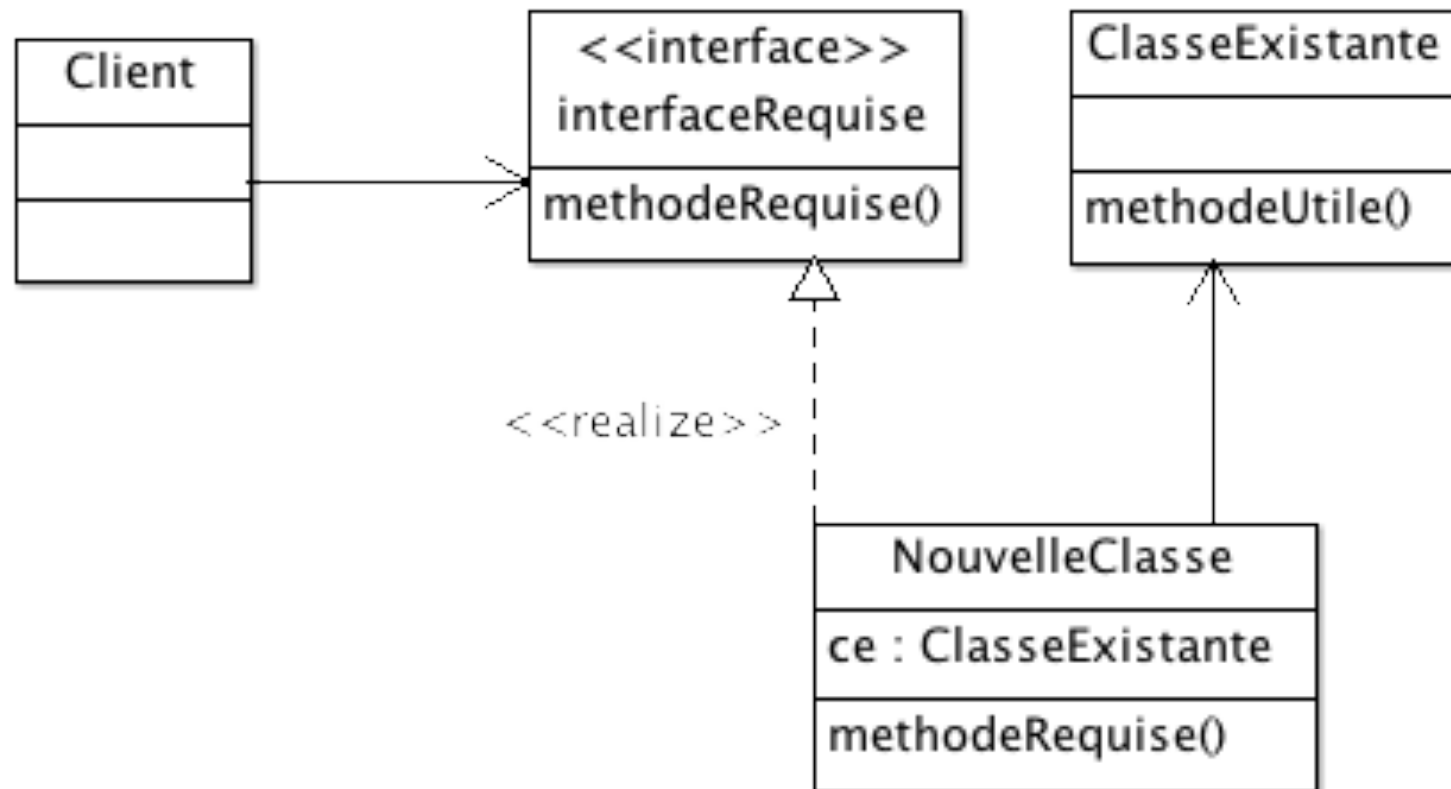 Client
<<interface>>
interfaceRequise
methodeRequise()
ClasseExistante
methodeUtile()
<<realize>>
NouvelleClasse
ce : ClasseExistante
methodeRequise()